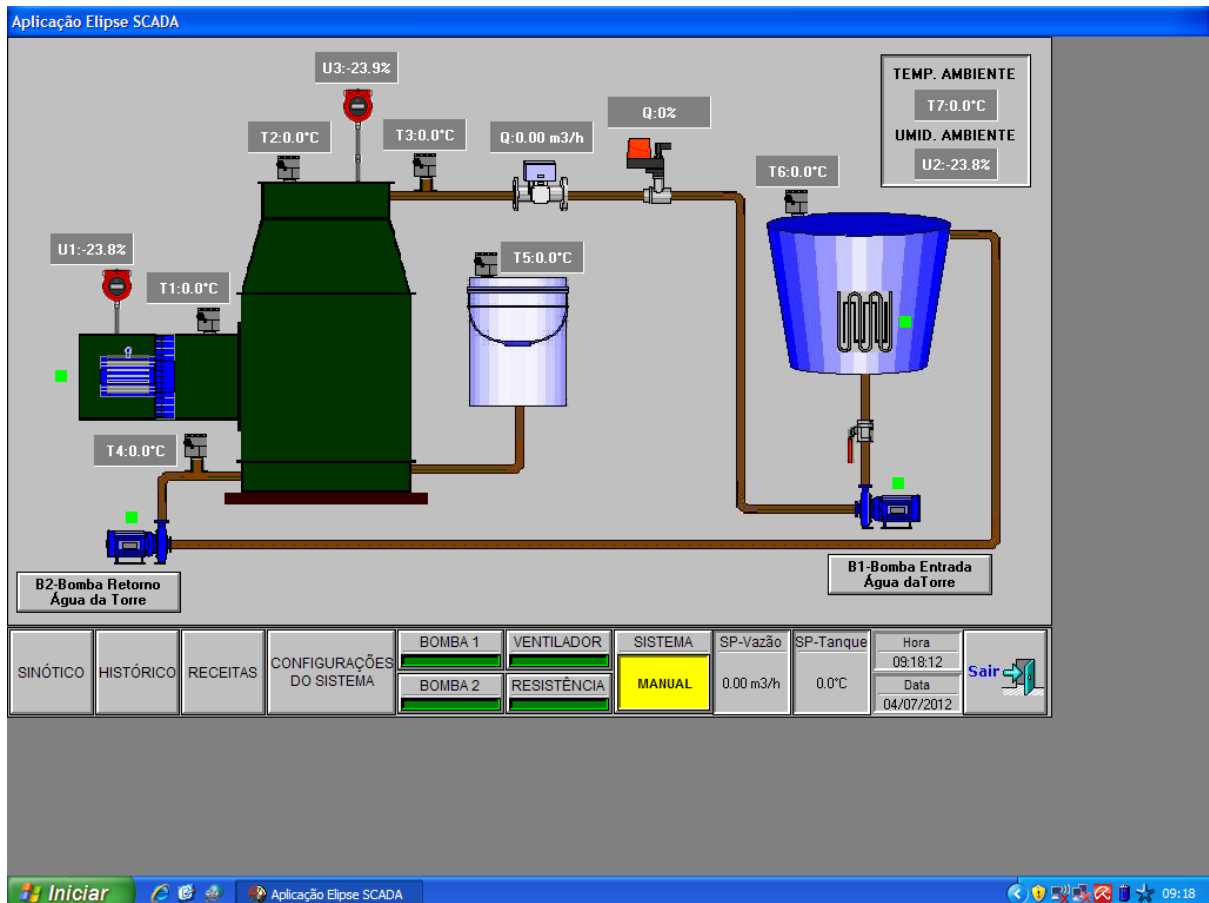 Aplicação Elipse SCADA
U3:-23.9%
TEMP. AMBIENTE
T7:0.0°C
UMID. AMBIENTE
U2:-23.8%
Q:0%
T2:0.0°C
T3:0.0°C
Q:0.00 m3/h
T6:0.0°C
U1:-23.8%
T5:0.0°C
T1:0.0°C
T4:0.0°C
B2-Bomba Retorno
Água da Torre
B1-Bomba Entrada
Água daTorre
SINÓTICO
HISTÓRICO
RECEITAS
CONFIGURAÇÕES
DO SISTEMA
BOMBA 1
BOMBA 2
VENTILADOR
RESISTÊNCIA
SISTEMA
MANUAL
SP-Vazão
0.00 m3/h
SP-Tanque
0.0°C
Hora
09:18:12
Data
04/07/2012
Sair
Iniciar
Aplicação Elipse SCADA
09:18